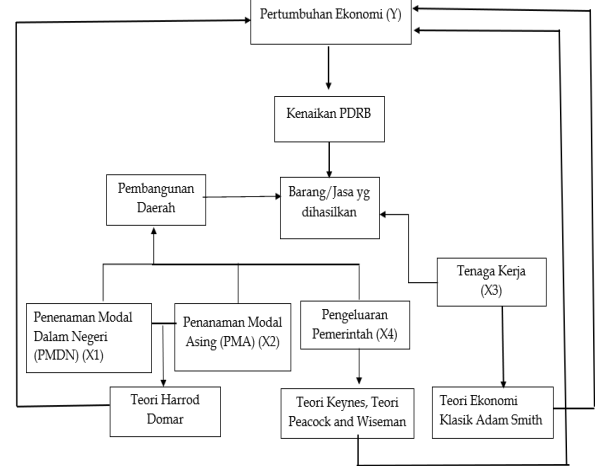 Pertumbuhan Ekonomi (Y)
Kenaikan PDRB
Pembangunan
Daerah
Barang/Jasa yg
dihasilkan
Tenaga Kerja
(X3)
Penenaman Modal
Dalam Negeri
(PMDN) (X1)
Penanaman Modal
Asing (PMA) (X2)
Pengeluaran
Pemerintah (X4)
Teori Harrod
Domar
Teori Keynes, Teori
Peacock and Wiseman
Teori Ekonomi
Klasik Adam Smith